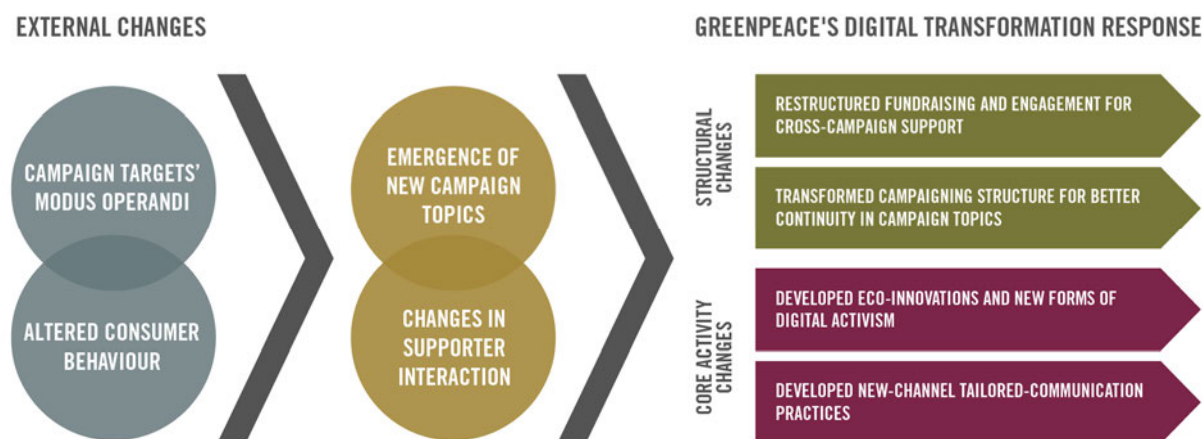 EXTERNAL CHANGES
GREENPEACE'S DIGITAL TRANSFORMATION RESPONSE
CAMPAIGN TARGETS'
MODUS OPERANDI
ALTERED CONSUMER
BEHAVIOUR
EMERGENCE OF
NEW CAMPAIGN
TOPICS
CHANGES IN
SUPPORTER
INTERACTION
STRUCTURAL
CHANGES
RESTRUCTURED FUNDRAISING AND ENGAGEMENT FOR
CROSS-CAMPAIGN SUPPORT
TRANSFORMED CAMPAIGNING STRUCTURE FOR BETTER
CONTINUITY IN CAMPAIGN TOPICS
CORE ACTIVITY
CHANGES
DEVELOPED ECO-INNOVATIONS AND NEW FORMS OF
DIGITAL ACTIVISM
DEVELOPED NEW-CHANNEL TAILORED-COMMUNICATION
PRACTICES